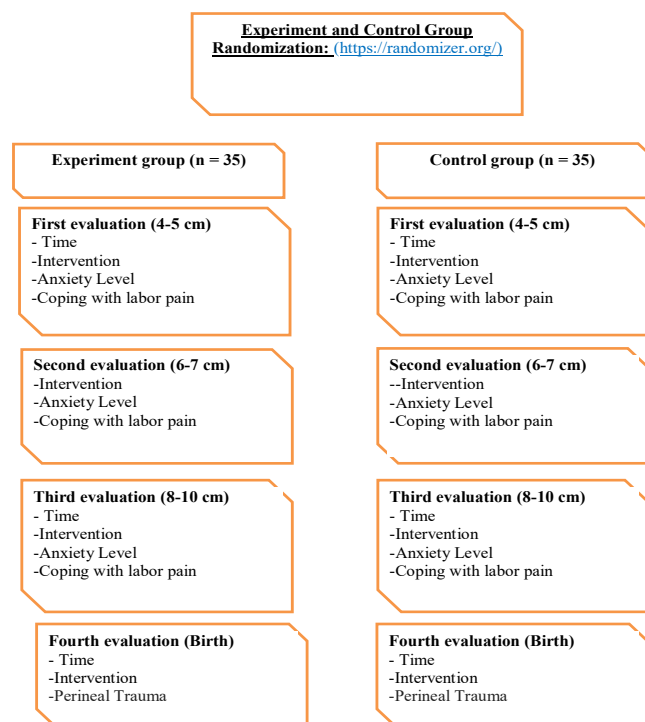 Experiment and Control Group
Randomization: (https://randomizer.org/)
Experiment group (n = 35)
Control group (n = 35)
First evaluation (4-5 cm)
- Time
-Intervention
-Anxiety Level
-Coping with labor pain
First evaluation (4-5 cm)
- Time
-Intervention
-Anxiety Level
-Coping with labor pain
Second evaluation (6-7 cm)
-Intervention
-Anxiety Level
-Coping with labor pain
Second evaluation (6-7 cm)
--Intervention
-Anxiety Level
-Coping with labor pain
Third evaluation (8-10 cm)
- Time
-Intervention
-Anxiety Level
-Coping with labor pain
Third evaluation (8-10 cm)
- Time
-Intervention
-Anxiety Level
-Coping with labor pain
Fourth evaluation (Birth)
- Time
-Intervention
-Perineal Trauma
Fourth evaluation (Birth)
- Time
-Intervention
-Perineal Trauma